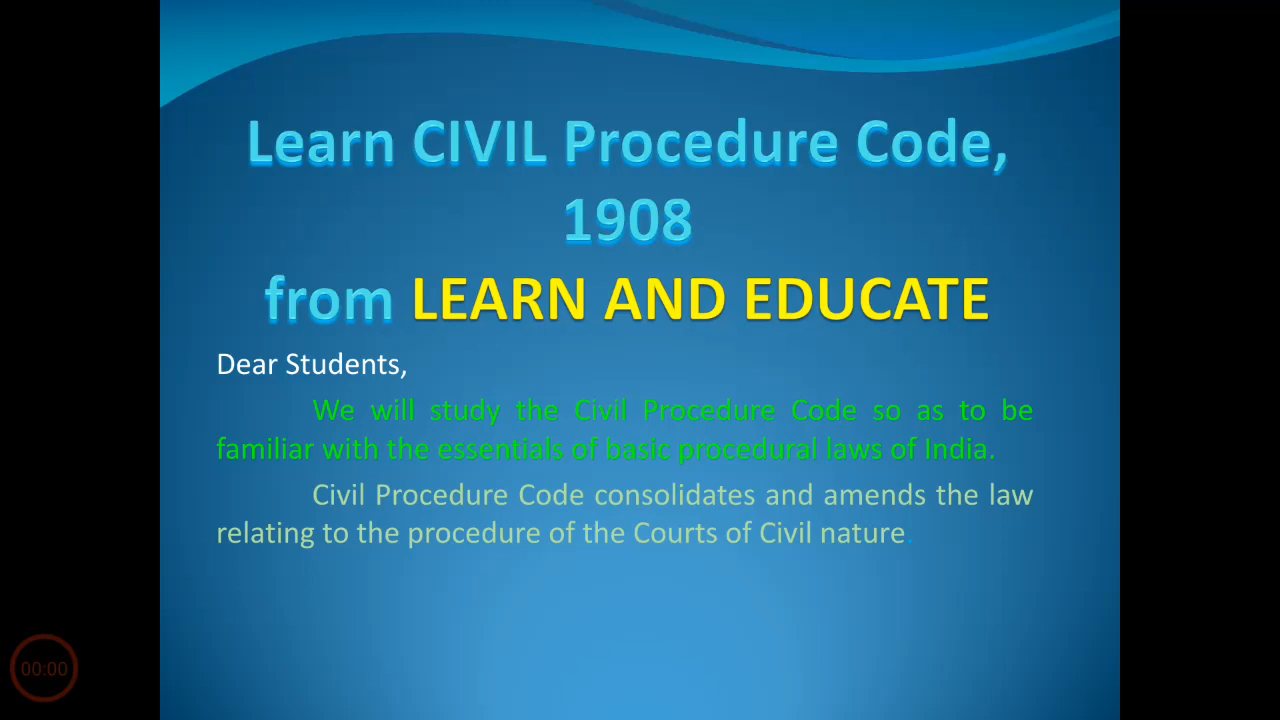 Learn CIVIL Procedure Code,
1908
from LEARN AND EDUCATE
Dear Students,
We will study the Civil Procedure Code so as to be
familiar with the essentials of basic procedural laws of India.
Civil Procedure Code consolidates and amends the law
relating to the procedure of the Courts of Civil nature.
00:00